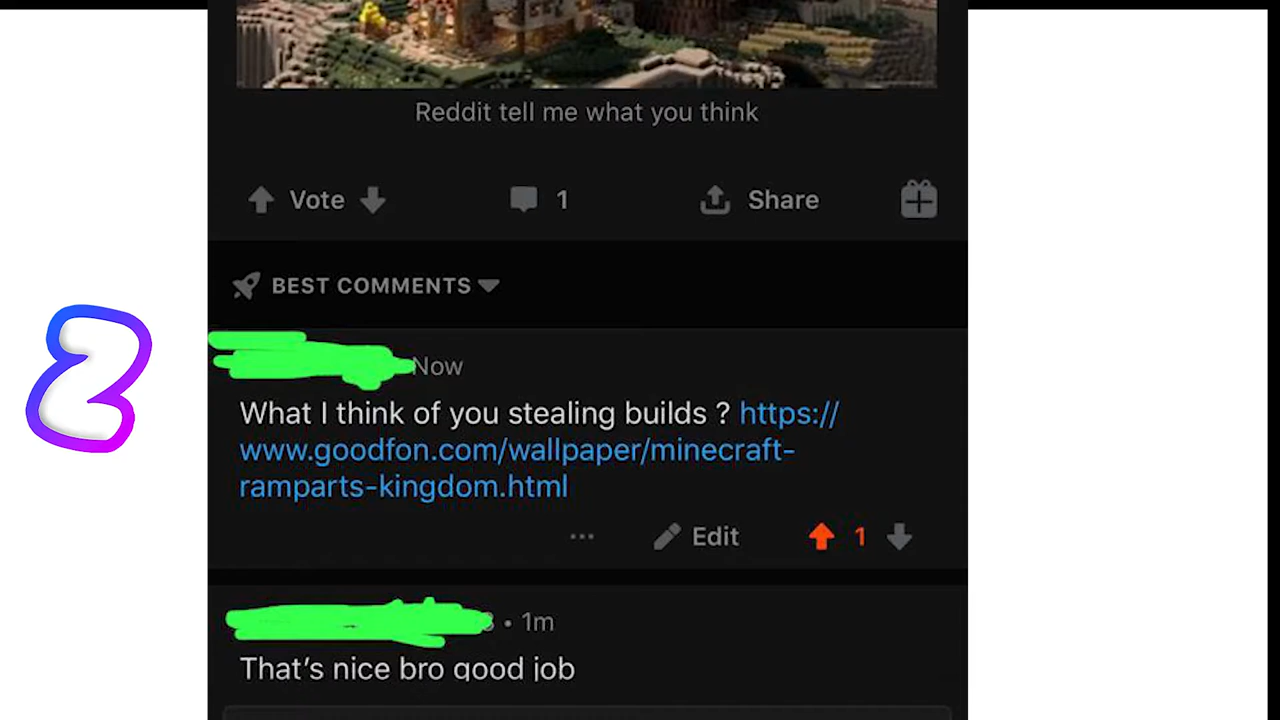 Reddit tell me what you think
Vote
1
Share
BEST COMMENTS
Now
What I think of you stealing builds ? https://
www.goodfon.com/wallpaper/minecraft-
ramparts-kingdom.html
... Edit 1
• 1m
That's nice bro good job